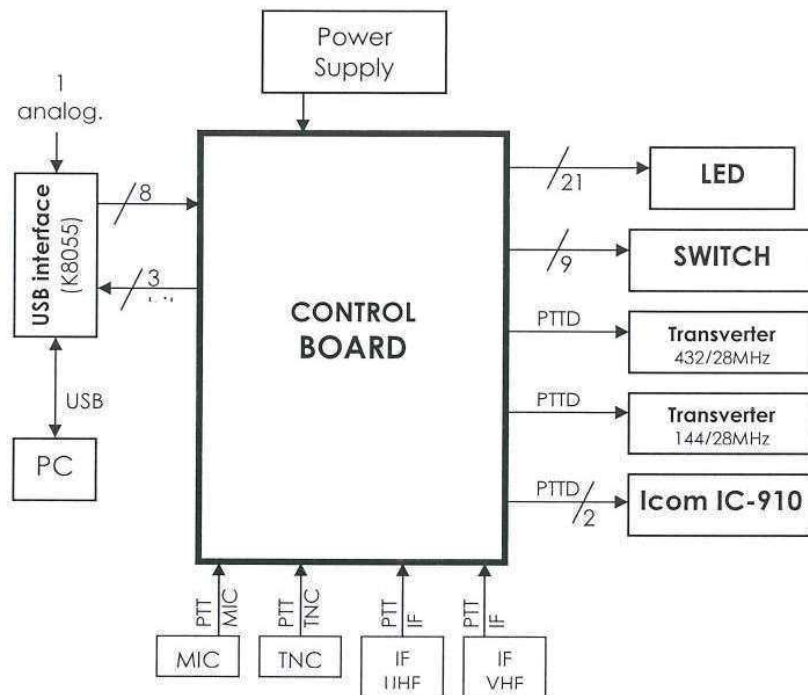 Power
Supply
1
analog.
USB interface
(K8055)
8
3
USB
PC
CONTROL
BOARD
21
LED
9
SWITCH
PTTD
Transverter
432/28MHz
PTTD
Transverter
144/28MHz
PTTD
2
Icom IC-910
PTT
MIC
PTT
TNC
PTT
IF
PTT
IF
MIC
TNC
IF
UHF
IF
VHF